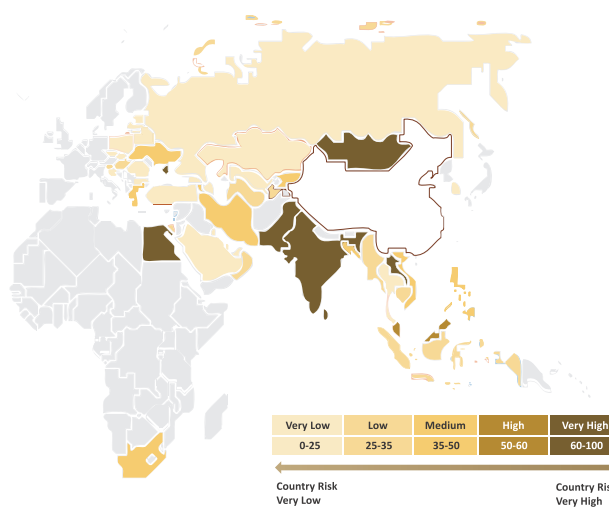 Very Low Low Medium High Very High
0-25 25-35 35-50 50-60 60-100
Country Risk Country Ris
Very Low Very High